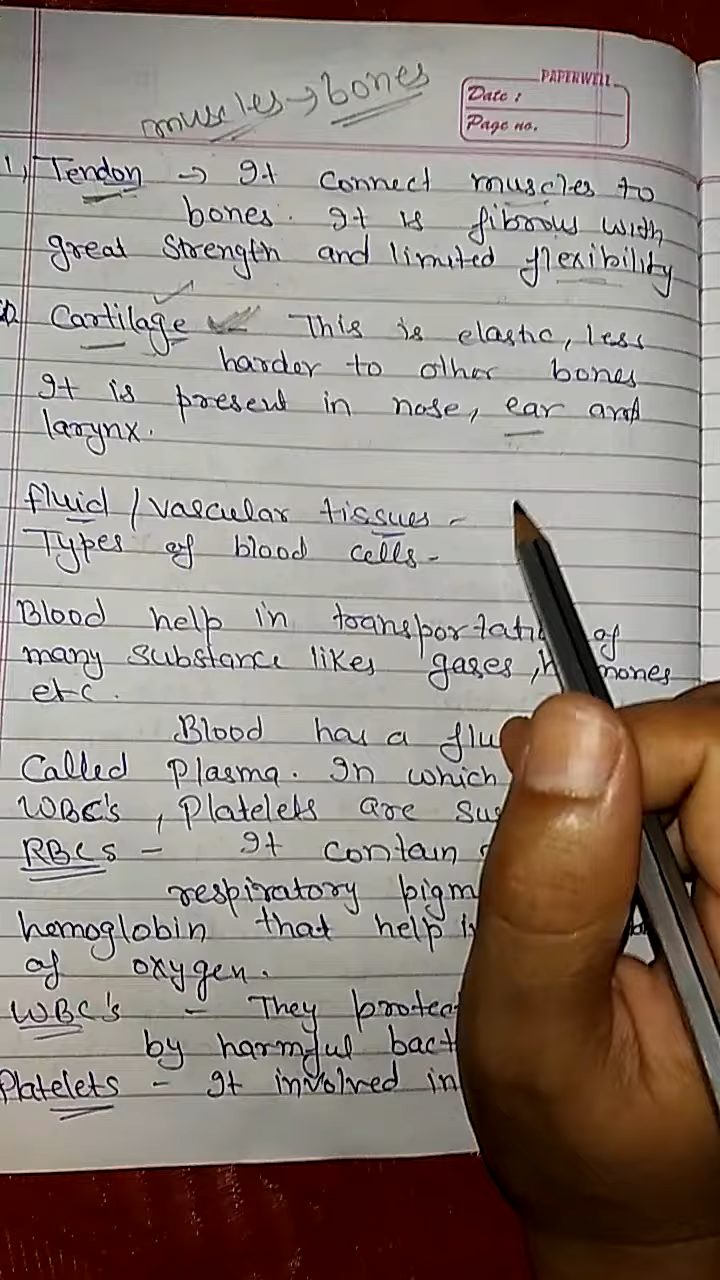 muscles → bones
PAPERWELL
Date :
Page no.
1) Tendon → It connect muscles to
bones. It is fibrous with
great strength and limited flexibility
Cartilage This is elastic, less
harder to other bones
It is present in nose, ear and
larynx.
fluid / vascular tissues -
Types of blood cells -
Blood help in transportati of
many substance likes gases, h mones
etc.
Blood has a flu
Called plasma. In which
WBC's, Platelets are sus
RBCs - It contain
respiratory pigm
hemoglobin that help i
of oxygen.
WBC's - They protec
by harmful bact
Platelets - It involved in